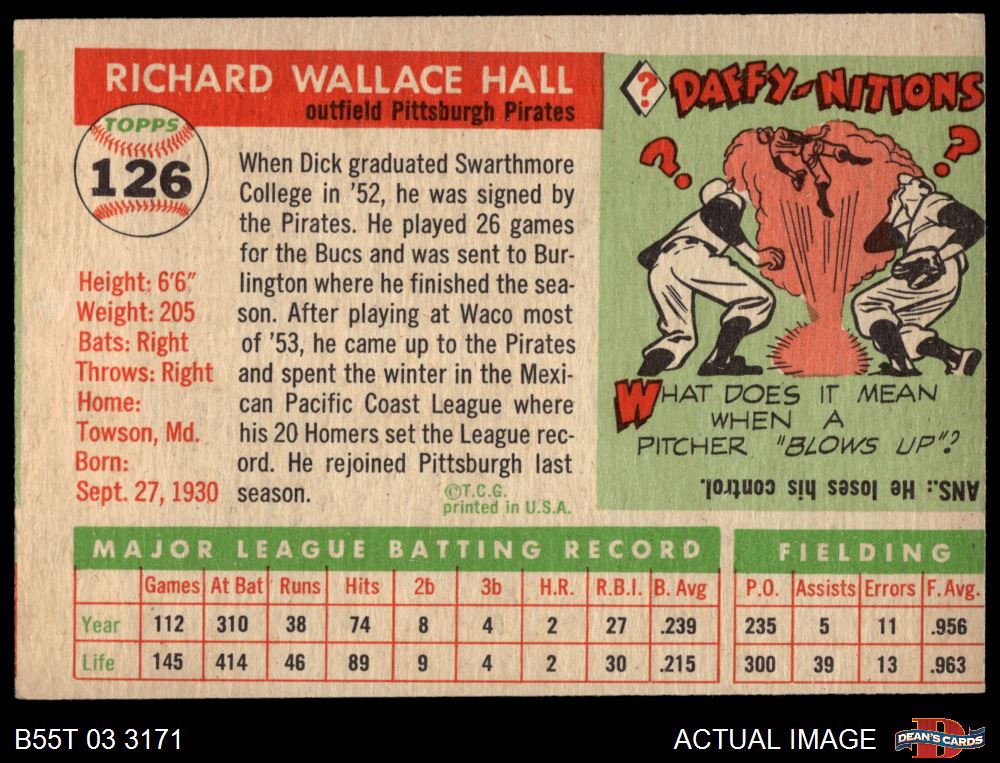 RICHARD WALLACE HALL
outfield Pittsburgh Pirates
TOPPS
126
Height: 6'6"
Weight: 205
Bats: Right
Throws: Right
Home:
Towson, Md.
Born:
Sept. 27, 1930
When Dick graduated Swarthmore
College in '52, he was signed by
the Pirates. He played 26 games
for the Bucs and was sent to Bur-
lington where he finished the sea-
son. After playing at Waco most
of '53, he came up to the Pirates
and spent the winter in the Mexi-
can Pacific Coast League where
his 20 Homers set the League rec-
ord. He rejoined Pittsburgh last
season.
©T.C.G.
printed in U.S.A.
? DAFFY-NITIONS
? ?
WHAT DOES IT MEAN
WHEN A
PITCHER "BLOWS UP"?
ANS.: He loses his control.
MAJOR LEAGUE BATTING RECORD
Games At Bat Runs Hits 2b 3b H.R. R.B.I. B. Avg
Year 112 310 38 74 8 4 2 27 .239
Life 145 414 46 89 9 4 2 30 .215
FIELDING
P.O. Assists Errors F. Avg.
235 5 11 .956
300 39 13 .963
B55T 03 3171
ACTUAL IMAGE
DEAN'S CARDS